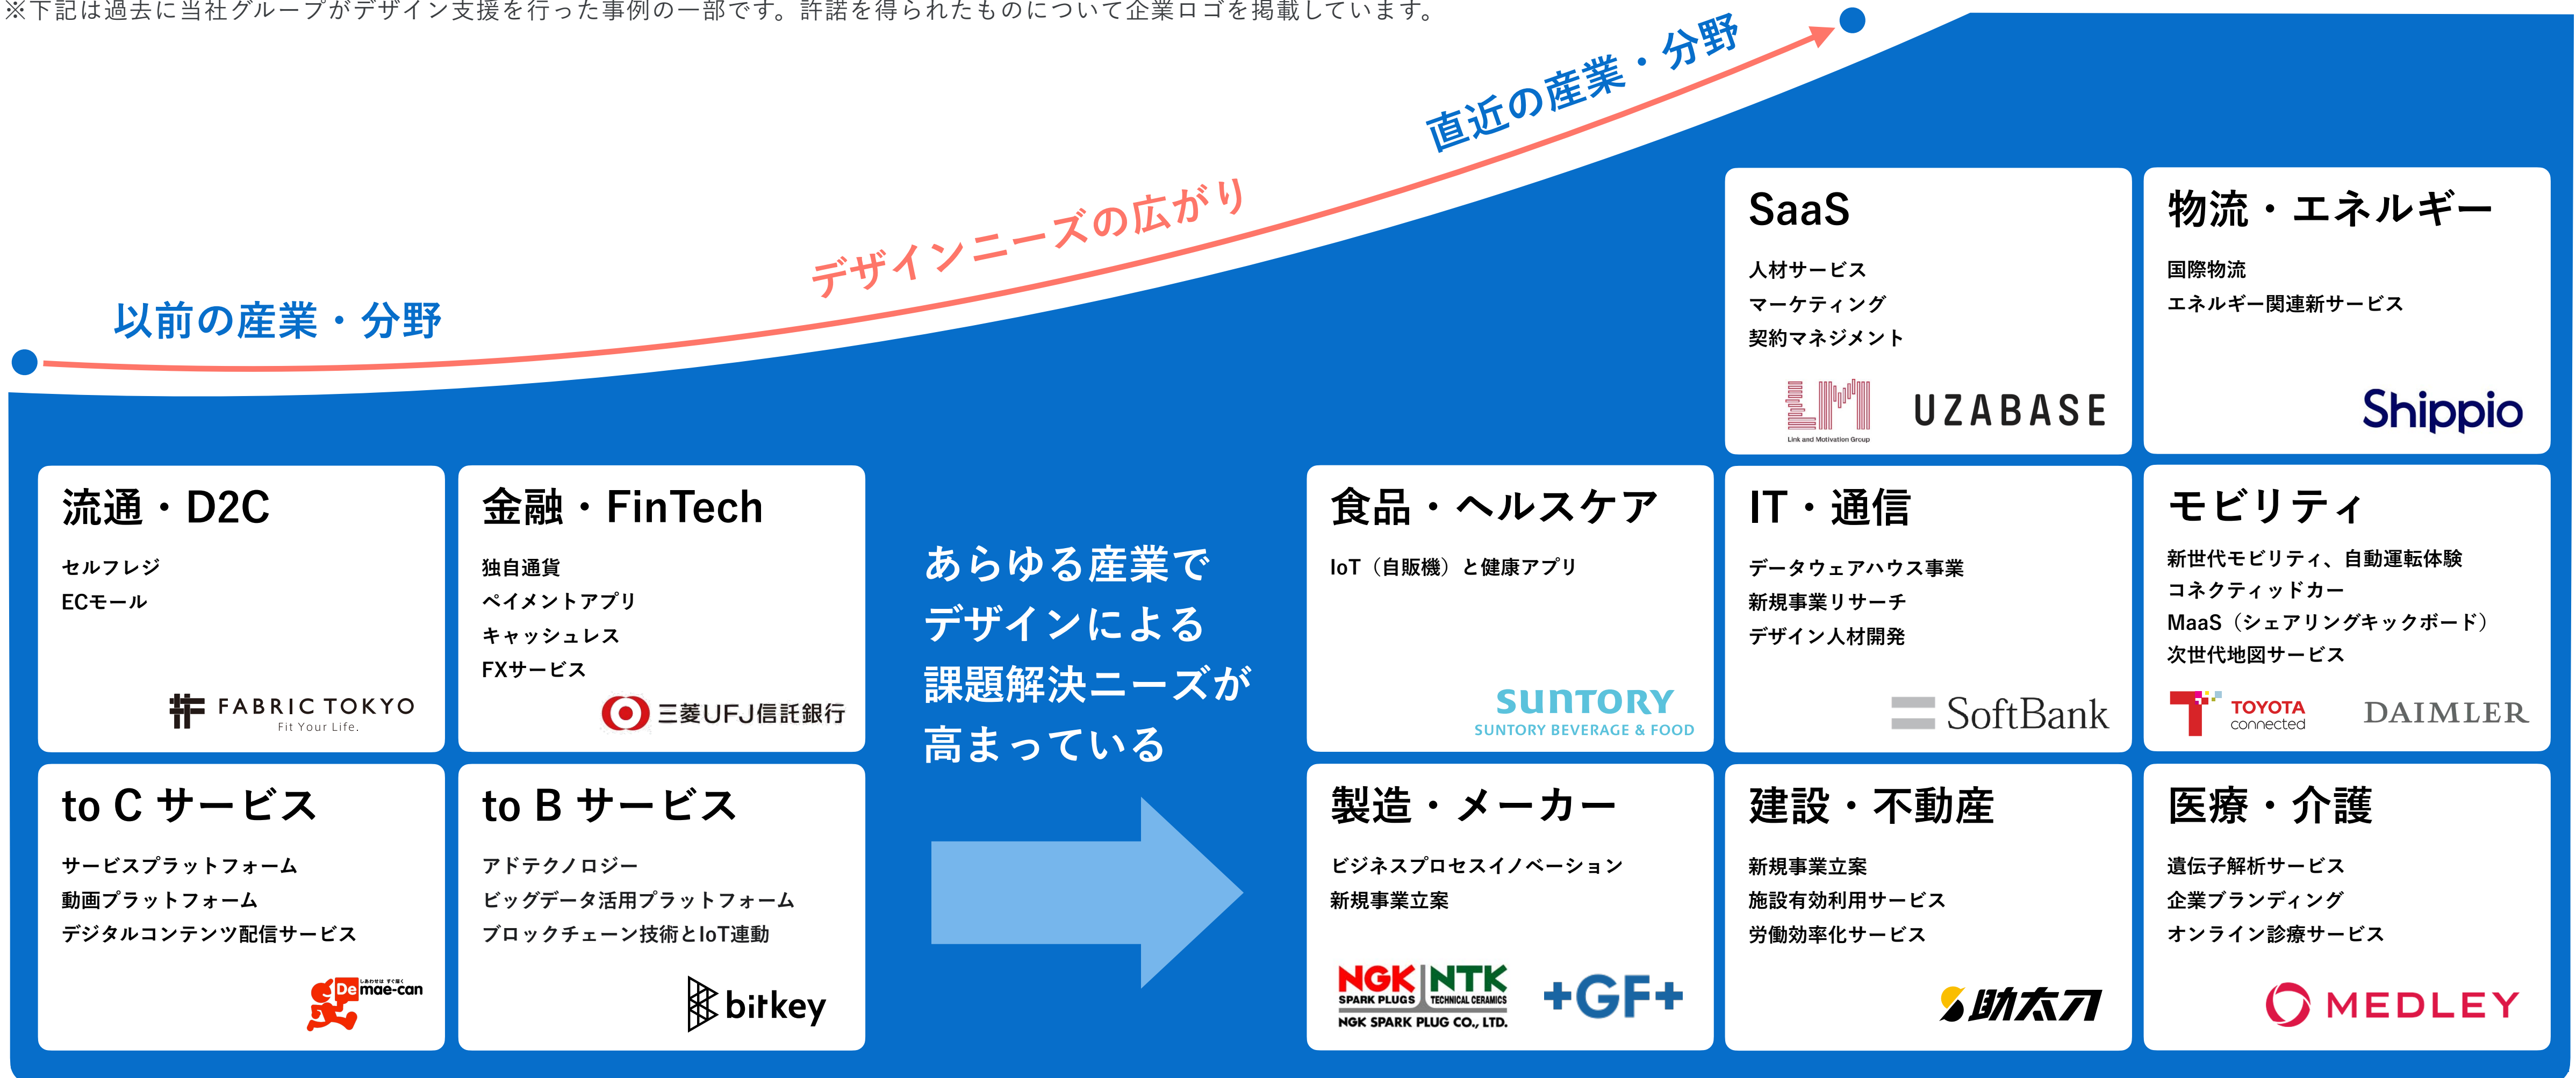 ※下記は過去に当社グループがデザイン支援を行った事例の一部です。許諾を得られたものについて企業ロゴを掲載しています。
以前の産業・分野
デザインニーズの広がり
直近の産業・分野
流通・D2C
セルフレジ
ECモール
FABRIC TOKYO
Fit Your Life.
金融・FinTech
独自通貨
ペイメントアプリ
キャッシュレス
FXサービス
三菱UFJ信託銀行
to C サービス
サービスプラットフォーム
動画プラットフォーム
デジタルコンテンツ配信サービス
しあわせは すぐ届く
Demae-can
to B サービス
アドテクノロジー
ビッグデータ活用プラットフォーム
ブロックチェーン技術とIoT連動
bitkey
あらゆる産業で
デザインによる
課題解決ニーズが
高まっている
SaaS
人材サービス
マーケティング
契約マネジメント
LM
Link and Motivation Group
UZABASE
物流・エネルギー
国際物流
エネルギー関連新サービス
Shippio
食品・ヘルスケア
IoT（自販機）と健康アプリ
SUNTORY
SUNTORY BEVERAGE & FOOD
IT・通信
データウェアハウス事業
新規事業リサーチ
デザイン人材開発
SoftBank
モビリティ
新世代モビリティ、自動運転体験
コネクティッドカー
MaaS（シェアリングキックボード）
次世代地図サービス
TOYOTA
connected
DAIMLER
製造・メーカー
ビジネスプロセスイノベーション
新規事業立案
NGK NTK
SPARK PLUGS TECHNICAL CERAMICS
NGK SPARK PLUG CO., LTD.
+GF+
建設・不動産
新規事業立案
施設有効利用サービス
労働効率化サービス
助太刀
医療・介護
遺伝子解析サービス
企業ブランディング
オンライン診療サービス
MEDLEY